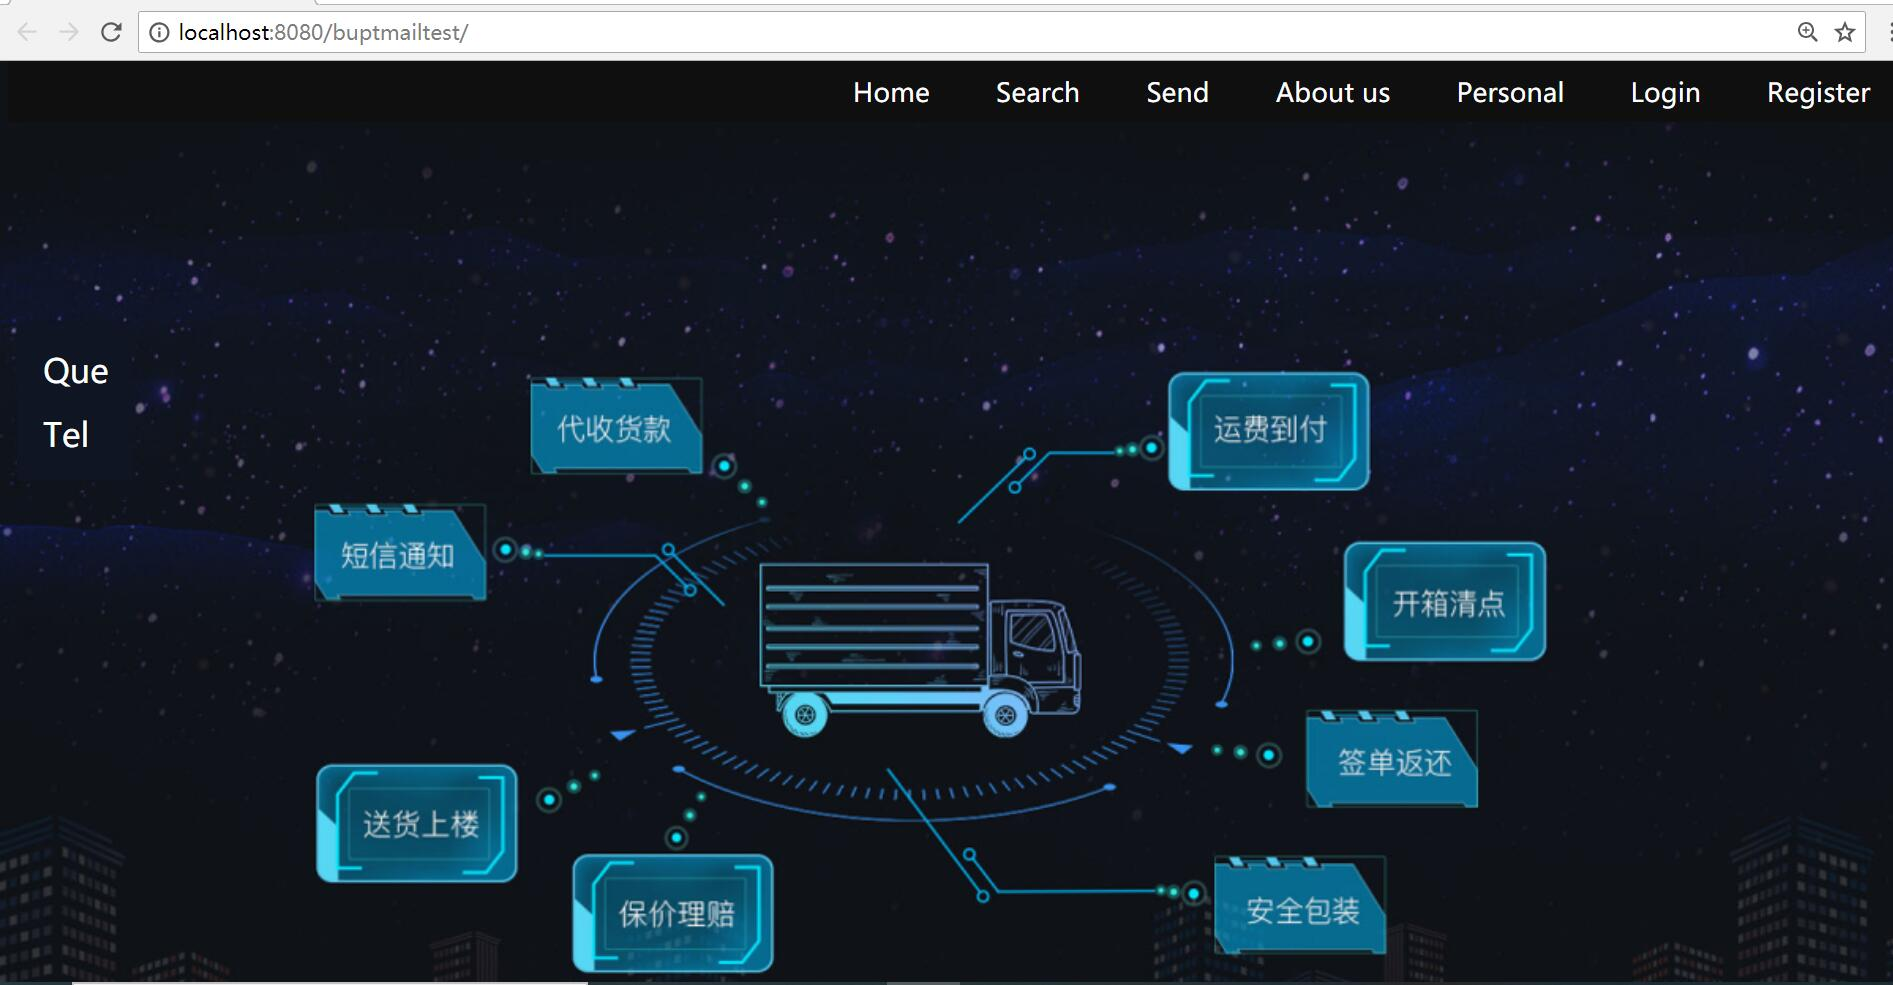 localhost:8080/buptmailtest/
Home Search Send About us Personal Login Register
Que
Tel
代收货款
运费到付
短信通知
开箱清点
签单返还
送货上楼
保价理赔
安全包装